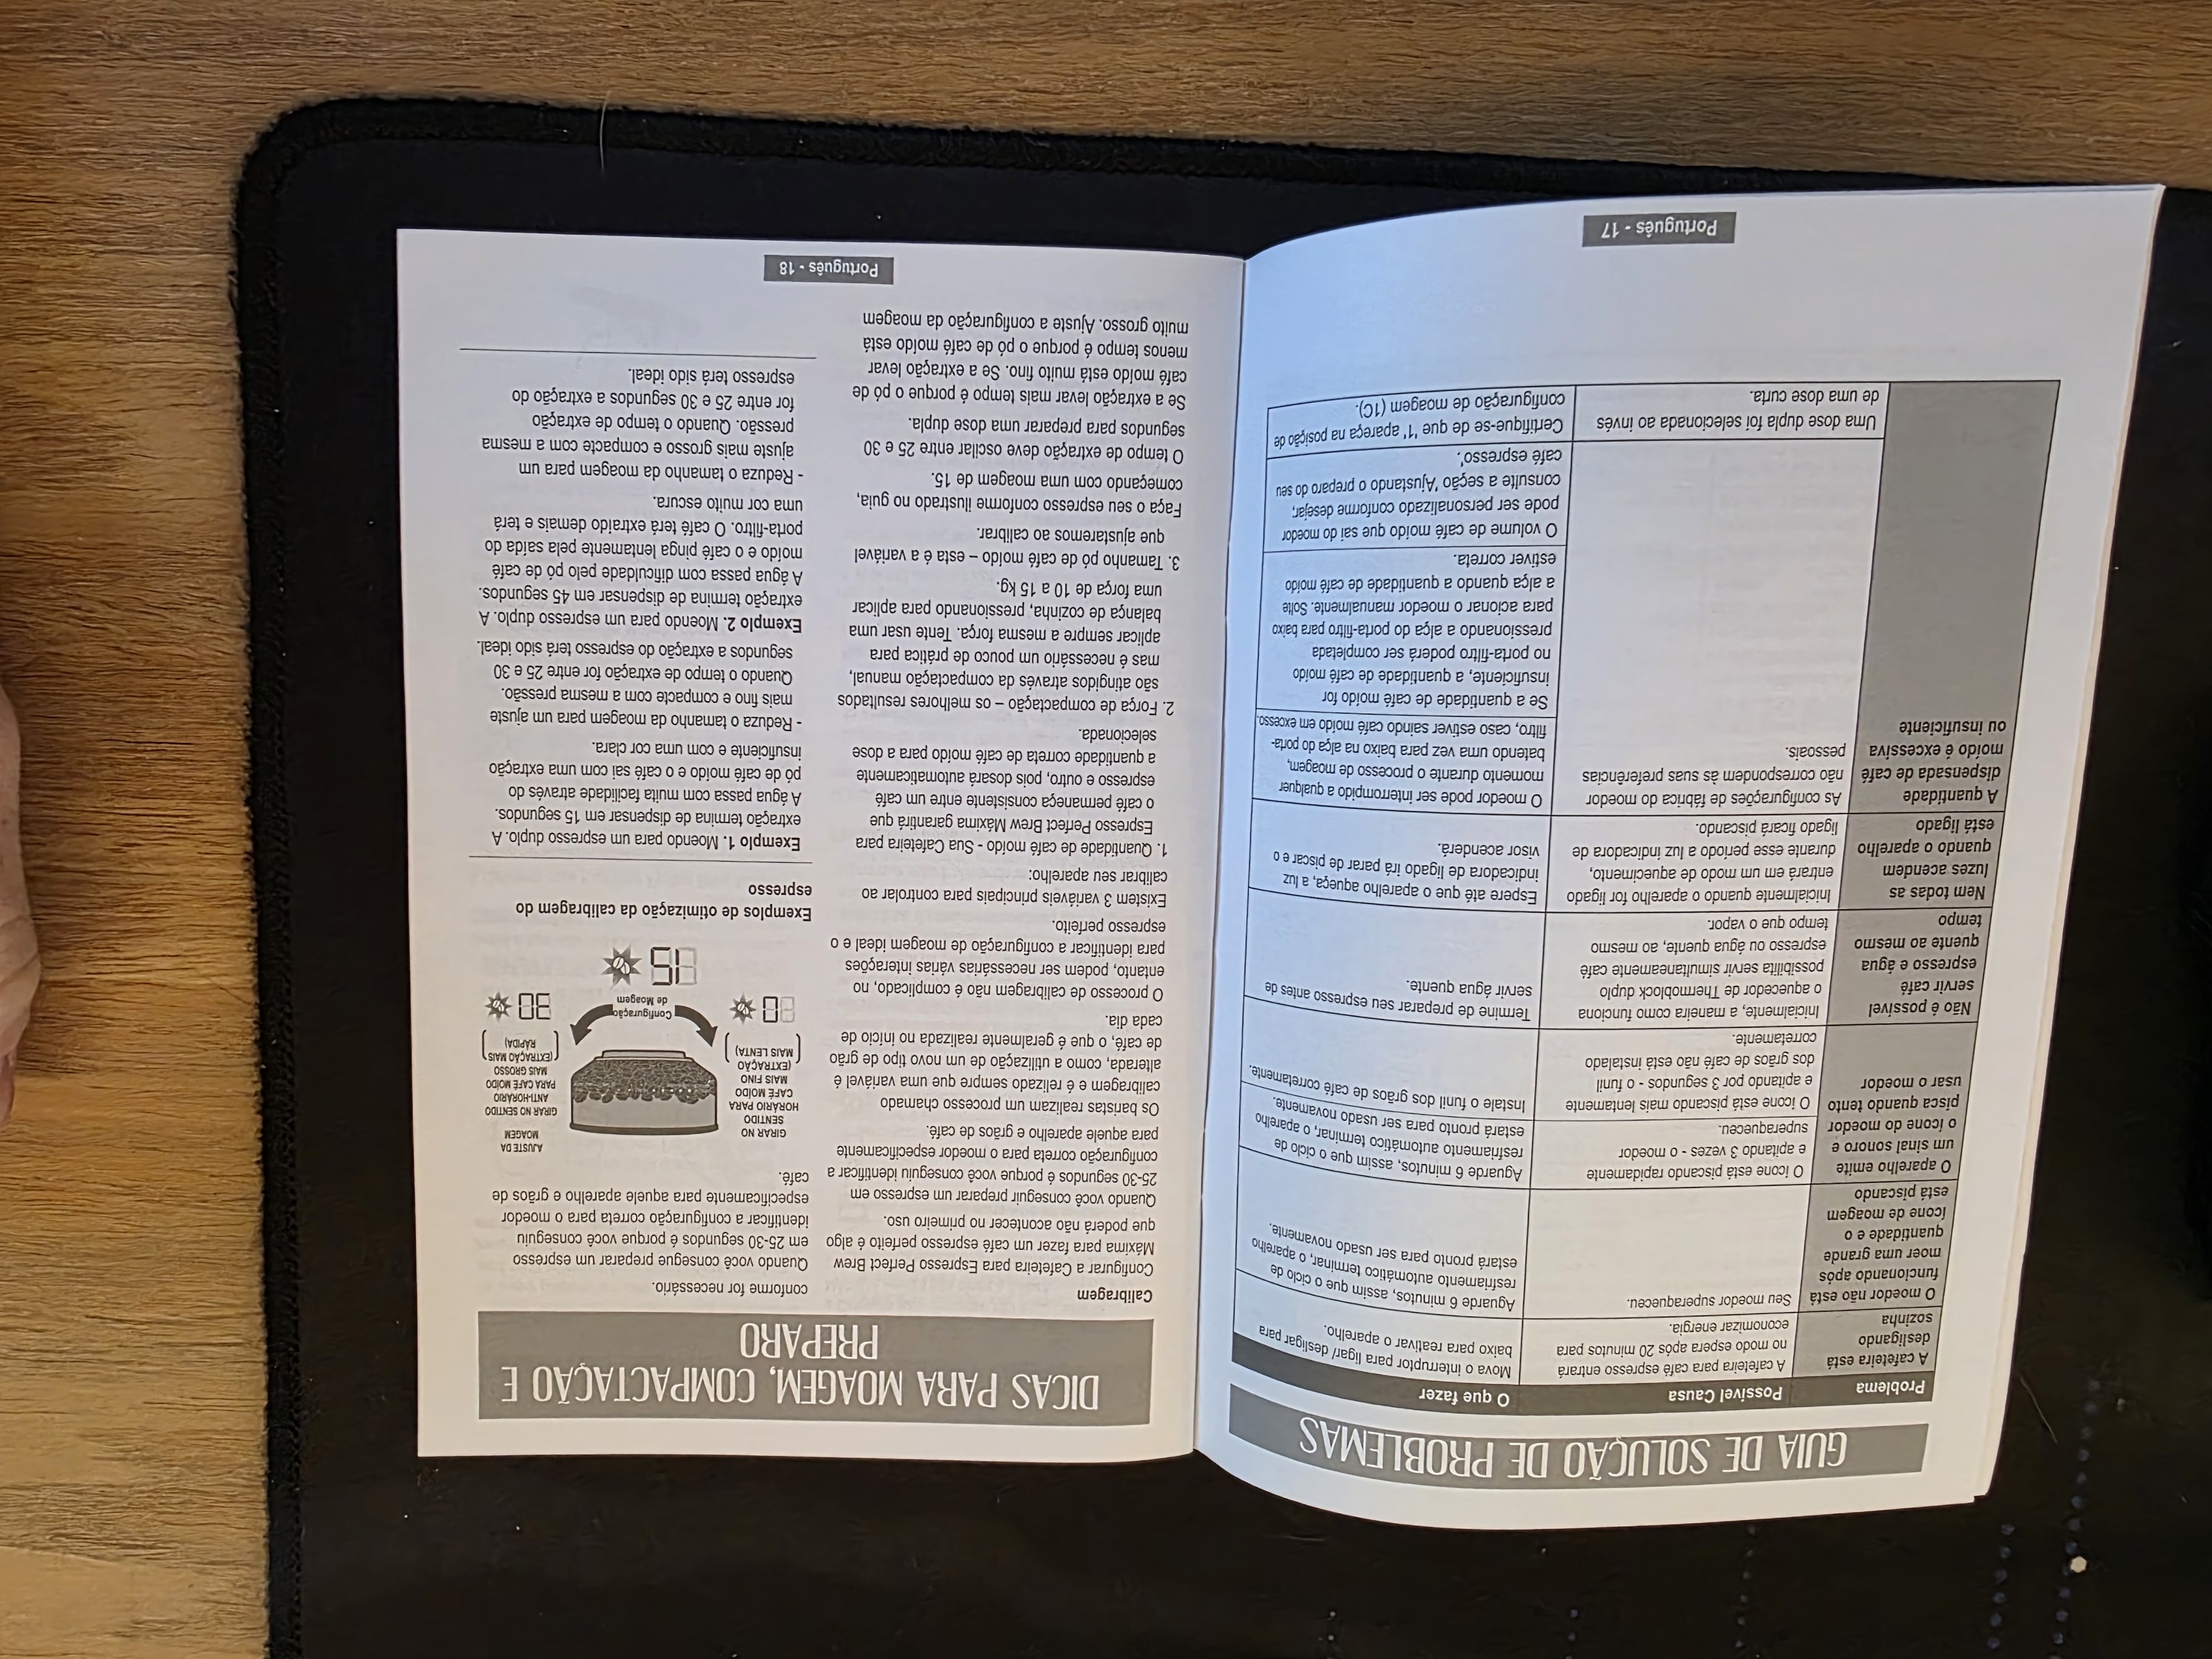 GUIA DE SOLUÇÃO DE PROBLEMAS
Problema
Possível Causa
O que fazer
A cafeteira está
desligando
sozinha
A cafeteira para café espresso entrará
no modo espera após 20 minutos para
economizar energia.
Mova o interruptor para ligar/ desligar para
baixo para reativar o aparelho.
O moedor não está
funcionando após
moer uma grande
quantidade e o
ícone de moagem
está piscando
Seu moedor superaqueceu.
Aguarde 6 minutos, assim que o ciclo de
resfriamento automático terminar, o aparelho
estará pronto para ser usado novamente.
O aparelho emite
um sinal sonoro e
o ícone do moedor
pisca quando tento
usar o moedor
O ícone está piscando rapidamente
e apitando 3 vezes - o moedor
superaqueceu.
Aguarde 6 minutos, assim que o ciclo de
resfriamento automático terminar, o aparelho
estará pronto para ser usado novamente.
O ícone está piscando mais lentamente
e apitando por 3 segundos - o funil
dos grãos de café não está instalado
corretamente.
Instale o funil dos grãos de café corretamente.
Não é possível
servir café
espresso e água
quente ao mesmo
tempo
Inicialmente, a maneira como funciona
o aquecedor de Thermoblock duplo
possibilita servir simultaneamente café
espresso ou água quente, ao mesmo
tempo que o vapor.
Termine de preparar seu espresso antes de
servir água quente.
Nem todas as
luzes acendem
quando o aparelho
está ligado
Inicialmente quando o aparelho for ligado
entrará em um modo de aquecimento,
durante esse período a luz indicadora de
ligado ficará piscando.
Espere até que o aparelho aqueça, a luz
indicadora de ligado irá parar de piscar e o
visor acenderá.
A quantidade
dispensada de café
moído é excessiva
ou insuficiente
As configurações de fábrica do moedor
não correspondem às suas preferências
pessoais.
O moedor pode ser interrompido a qualquer
momento durante o processo de moagem,
batendo uma vez para baixo na alça do porta-
filtro, caso estiver saindo café moído em excesso.
Se a quantidade de café moído for
insuficiente, a quantidade de café moído
no porta-filtro poderá ser completada
pressionando a alça do porta-filtro para baixo
para acionar o moedor manualmente. Solte
a alça quando a quantidade de café moído
estiver correta.
O volume de café moído que sai do moedor
pode ser personalizado conforme desejar,
consulte a seção 'Ajustando o preparo do seu
café espresso'.
Uma dose dupla foi selecionada ao invés
de uma dose curta.
Certifique-se de que '1' apareça na posição de
configuração de moagem (1C).
Português - 17
DICAS PARA MOAGEM, COMPACTAÇÃO E
PREPARO
Calibragem
Configurar a Cafeteira para Espresso Perfect Brew
Máxima para fazer um café espresso perfeito é algo
que poderá não acontecer no primeiro uso.
Quando você conseguir preparar um espresso em
25-30 segundos é porque você conseguiu identificar a
configuração correta para o moedor especificamente
para aquele aparelho e grãos de café.
Os baristas realizam um processo chamado
calibragem e é relizado sempre que uma variável é
alterada, como a utilização de um novo tipo de grão
de café, o que é geralmente realizada no início de
cada dia.
O processo de calibragem não é complicado, no
entanto, podem ser necessárias várias interações
para identificar a configuração de moagem ideal e o
espresso perfeito.
Existem 3 variáveis principais para controlar ao
calibrar seu aparelho:
1. Quantidade de café moído - Sua Cafeteira para
Espresso Perfect Brew Máxima garantirá que
o café permaneça consistente entre um café
espresso e outro, pois dosará automaticamente
a quantidade correta de café moído para a dose
selecionada.
2. Força de compactação – os melhores resultados
são atingidos através da compactação manual,
mas é necessário um pouco de prática para
aplicar sempre a mesma força. Tente usar uma
balança de cozinha, pressionando para aplicar
uma força de 10 a 15 kg.
3. Tamanho pó de café moído – esta é a variável
que ajustaremos ao calibrar.
Faça o seu espresso conforme ilustrado no guia,
começando com uma moagem de 15.
O tempo de extração deve oscilar entre 25 e 30
segundos para preparar uma dose dupla.
Se a extração levar mais tempo é porque o pó de
café moído está muito fino. Se a extração levar
menos tempo é porque o pó de café moído está
muito grosso. Ajuste a configuração da moagem
conforme for necessário.
Quando você consegue preparar um espresso
em 25-30 segundos é porque você conseguiu
identificar a configuração correta para o moedor
especificamente para aquele aparelho e grãos de
café.
GIRAR NO
SENTIDO
HORÁRIO PARA
CAFÉ MOÍDO
MAIS FINO
(EXTRAÇÃO
MAIS LENTA)
0
AJUSTE DA
MOAGEM
GIRAR NO SENTIDO
ANTI-HORÁRIO
PARA CAFÉ MOÍDO
MAIS GROSSO
(EXTRAÇÃO MAIS
RÁPIDA)
30
Configuração
de Moagem
15
Exemplos de otimização da calibragem do
espresso
Exemplo 1. Moendo para um espresso duplo. A
extração termina de dispensar em 15 segundos.
A água passa com muita facilidade através do
pó de café moído e o café sai com uma extração
insuficiente e com uma cor clara.
- Reduza o tamanho da moagem para um ajuste
mais fino e compacte com a mesma pressão.
Quando o tempo de extração for entre 25 e 30
segundos a extração do espresso terá sido ideal.
Exemplo 2. Moendo para um espresso duplo. A
extração termina de dispensar em 45 segundos.
A água passa com dificuldade pelo pó de café
moído e o café pinga lentamente pela saída do
porta-filtro. O café terá extraido demais e terá
uma cor muito escura.
- Reduza o tamanho da moagem para um
ajuste mais grosso e compacte com a mesma
pressão. Quando o tempo de extração
for entre 25 e 30 segundos a extração do
espresso terá sido ideal.
Português - 18